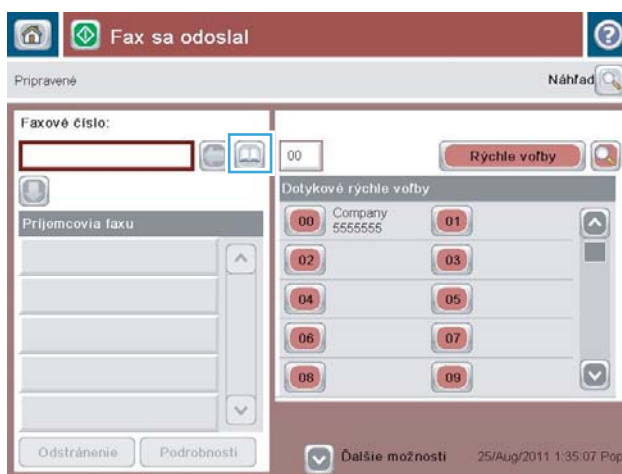 Fax sa odoslal
Pripravené
Náhľad
Faxové číslo:
00
Rýchle voľby
Dotykové rýchle voľby
Príjemcovia faxu
00 Company 01
5555555
02 03
04 05
06 07
08 09
Odstránenie Podrobnosti
Ďalšie možnosti
25/Aug/2011 1:35:07 Pop